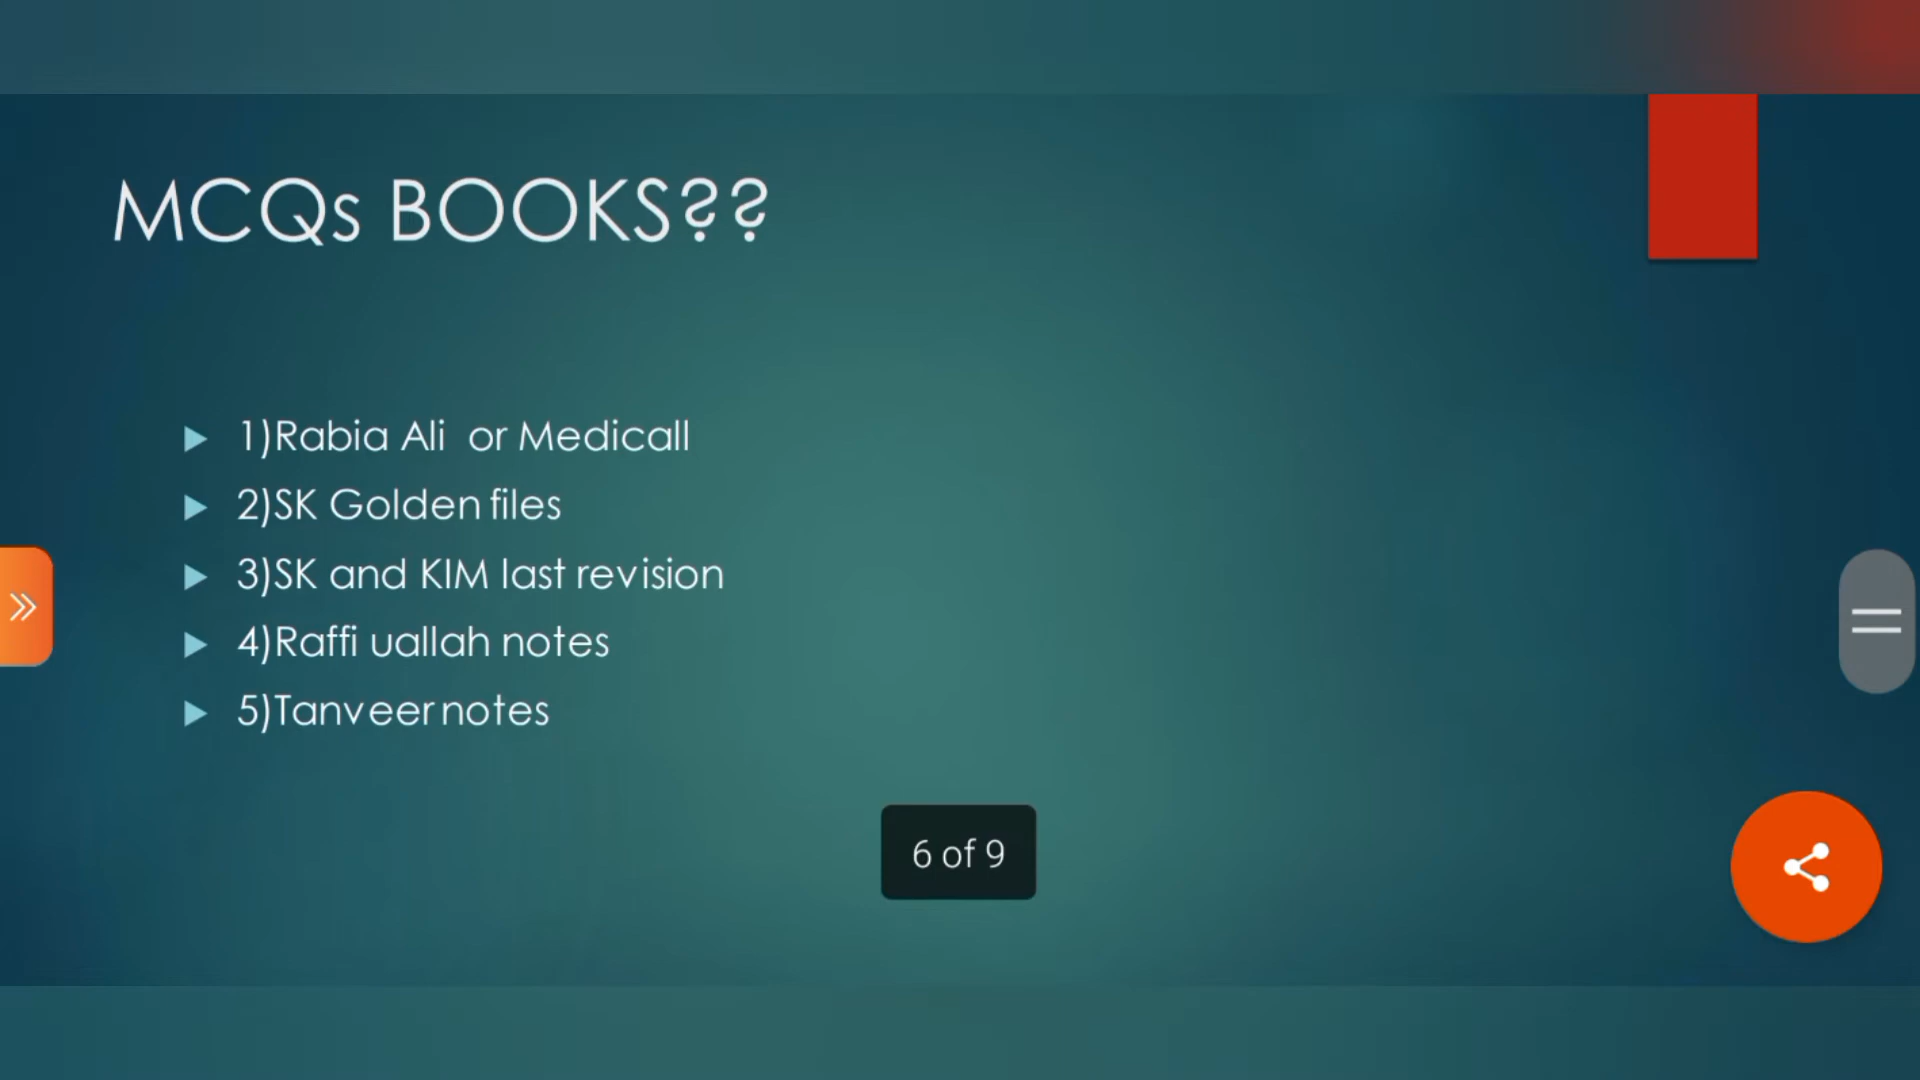 MCQs BOOKS??
1)Rabia Ali or Medicall
2)SK Golden files
3)SK and KIM last revision
4)Raffi uallah notes
5)Tanveer notes
6 of 9